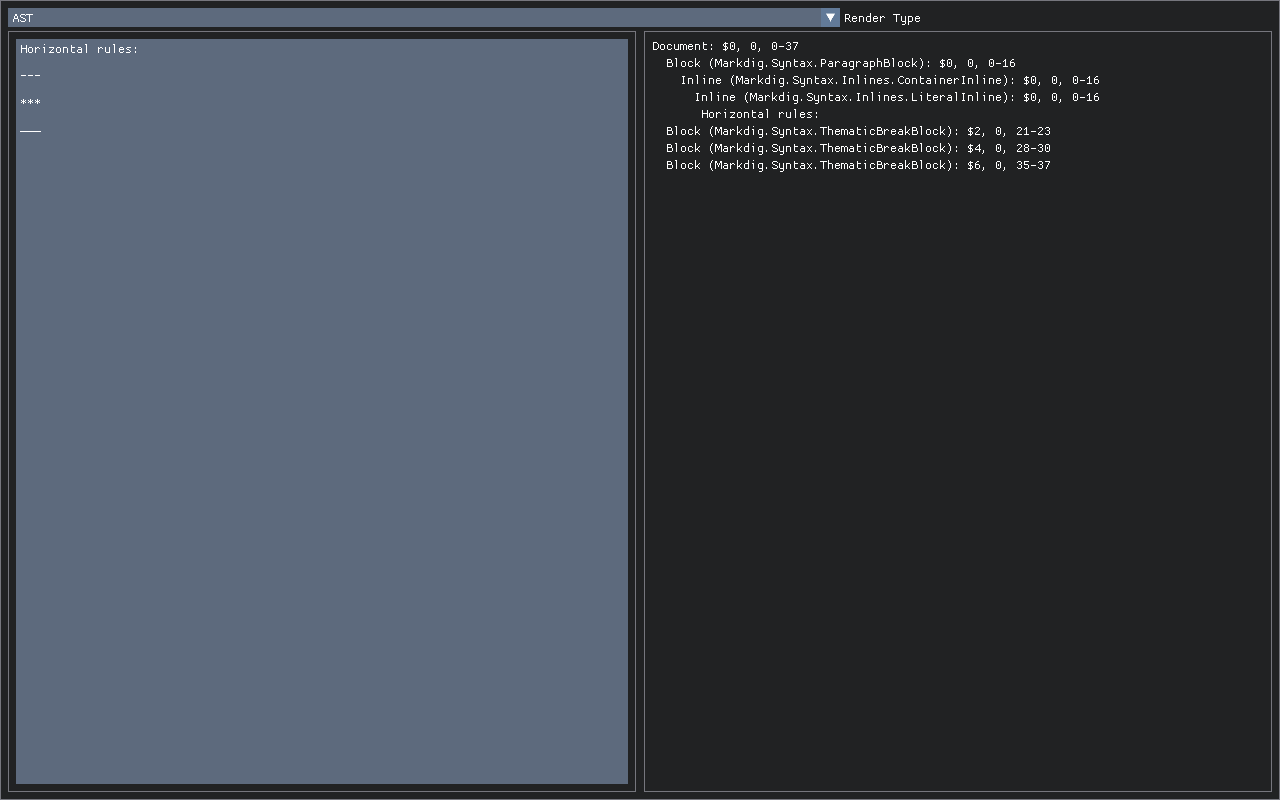 AST
Render Type
Horizontal rules:
---
***
___
Document: $0, 0, 0-37
Block (Markdig.Syntax.ParagraphBlock): $0, 0, 0-16
Inline (Markdig.Syntax.Inlines.ContainerInline): $0, 0, 0-16
Inline (Markdig.Syntax.Inlines.LiteralInline): $0, 0, 0-16
Horizontal rules:
Block (Markdig.Syntax.ThematicBreakBlock): $2, 0, 21-23
Block (Markdig.Syntax.ThematicBreakBlock): $4, 0, 28-30
Block (Markdig.Syntax.ThematicBreakBlock): $6, 0, 35-37